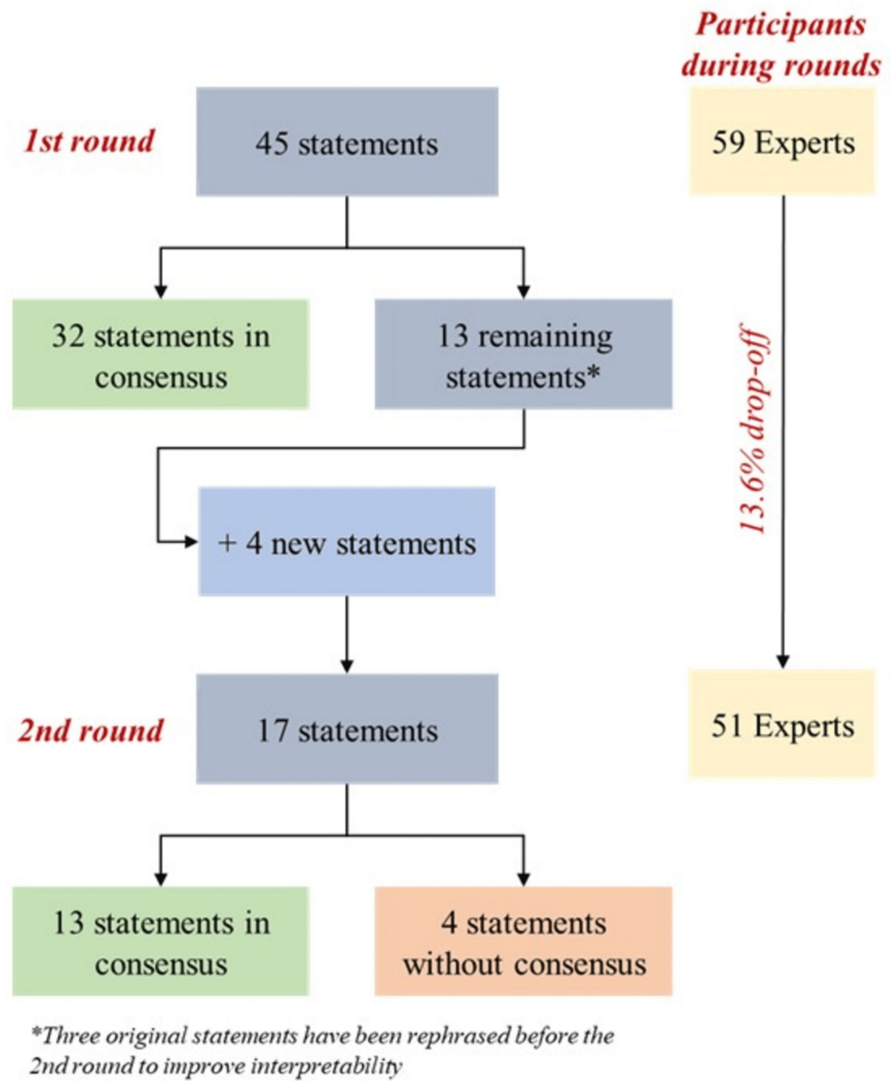 Participants
during rounds
1st round
45 statements
59 Experts
32 statements in
consensus
13 remaining
statements*
13.6% drop-off
+ 4 new statements
2nd round
17 statements
51 Experts
13 statements in
consensus
4 statements
without consensus
*Three original statements have been rephrased before the
2nd round to improve interpretability